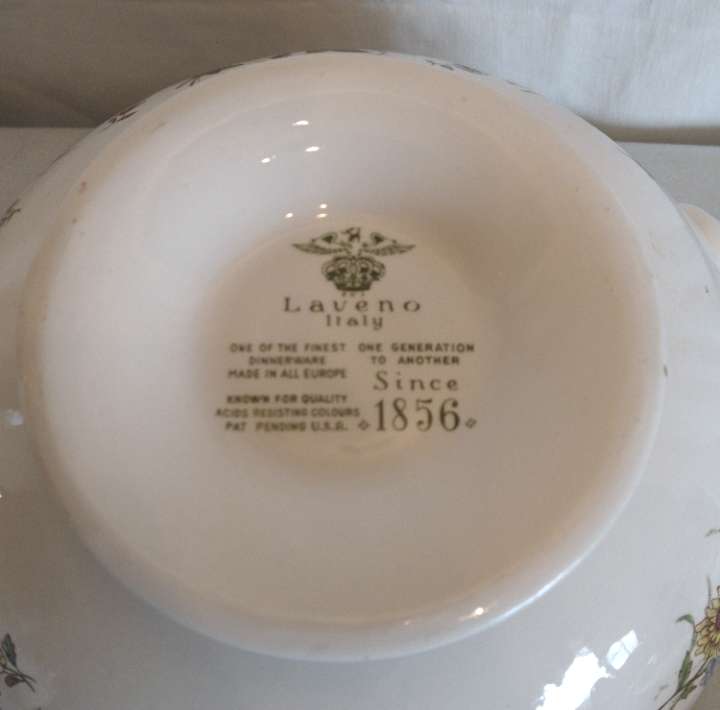 Laveno
Italy
ONE OF THE FINEST
DINNERWARE
MADE IN ALL EUROPE
KNOWN FOR QUALITY
ACIDS RESISTING COLOURS
PAT PENDING U.S.A.
ONE GENERATION
TO ANOTHER
Since
1856